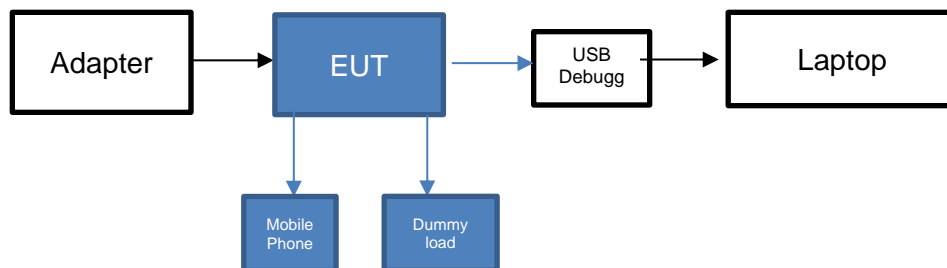 Adapter
EUT
USB
Debugg
Laptop
Mobile
Phone
Dummy
load